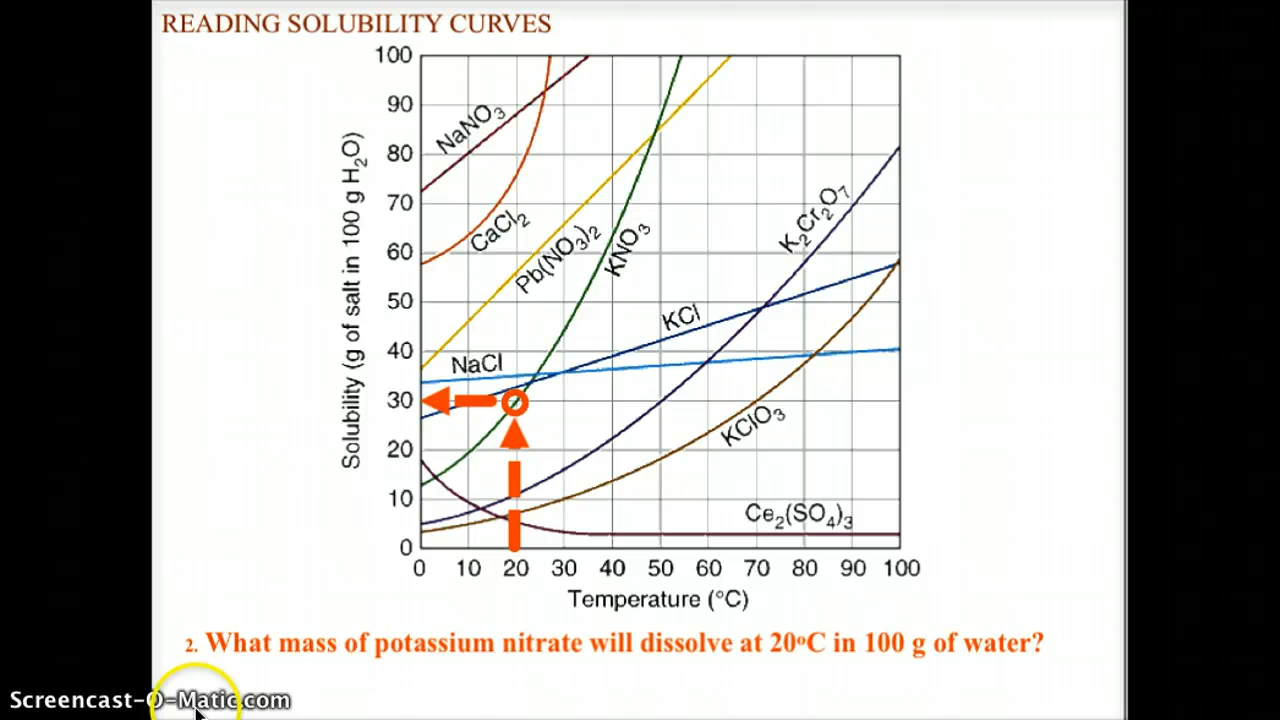 READING SOLUBILITY CURVES
100
90
80
70
60
50
40
30
20
10
0
Solubility (g of salt in 100 g H₂O)
NaNO₃
CaCl₂
Pb(NO₃)₂
KNO₃
K₂Cr₂O₇
KCl
NaCl
KClO₃
Ce₂(SO₄)₃
0 10 20 30 40 50 60 70 80 90 100
Temperature (°C)
2. What mass of potassium nitrate will dissolve at 20°C in 100 g of water?
Screencast-O-Matic.com